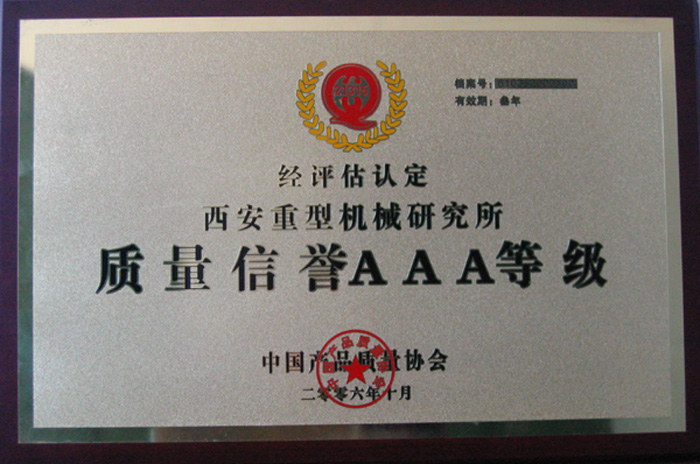 档案号：
有效期：叁年
经评估认定
西安重型机械研究所
质量信誉AAA等级
中国产品质量协会
二零零六年十月